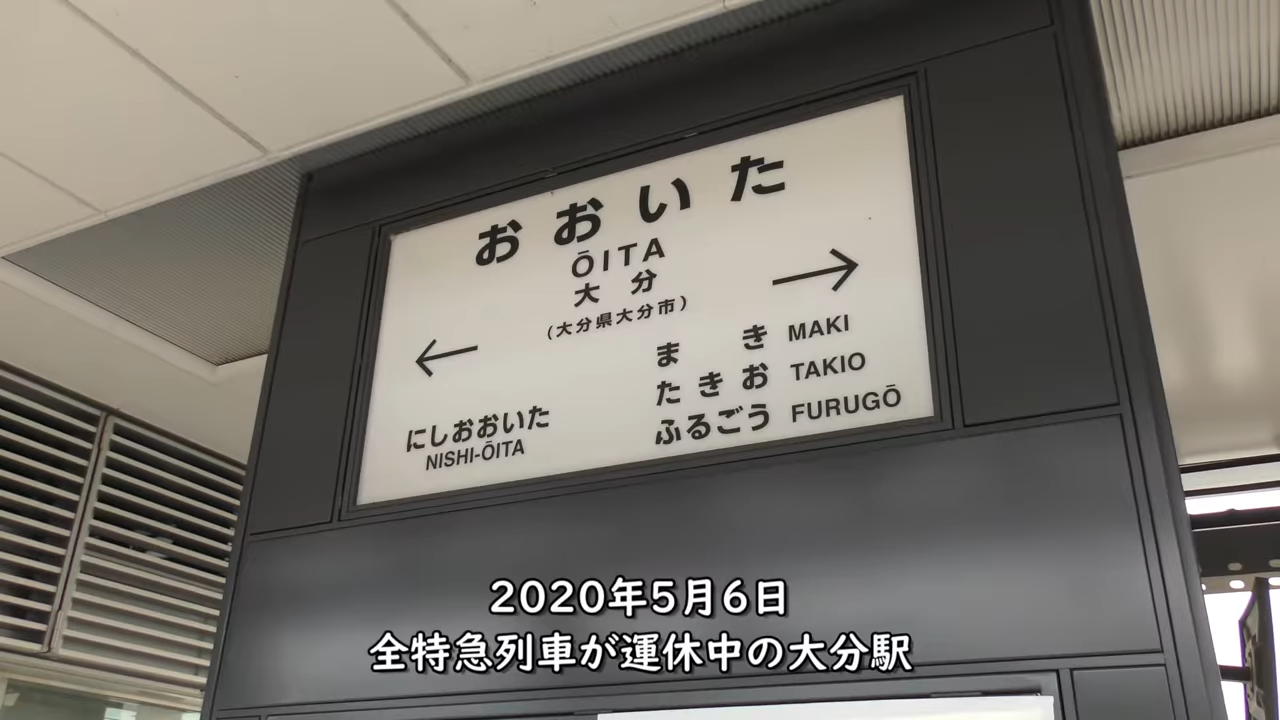 おおいた
ŌITA
大分
(大分県大分市)
←
→
にしおおいた
NISHI-ŌITA
まき MAKI
たきお TAKIO
ふるごう FURUGŌ
2020年5月6日
全特急列車が運休中の大分駅